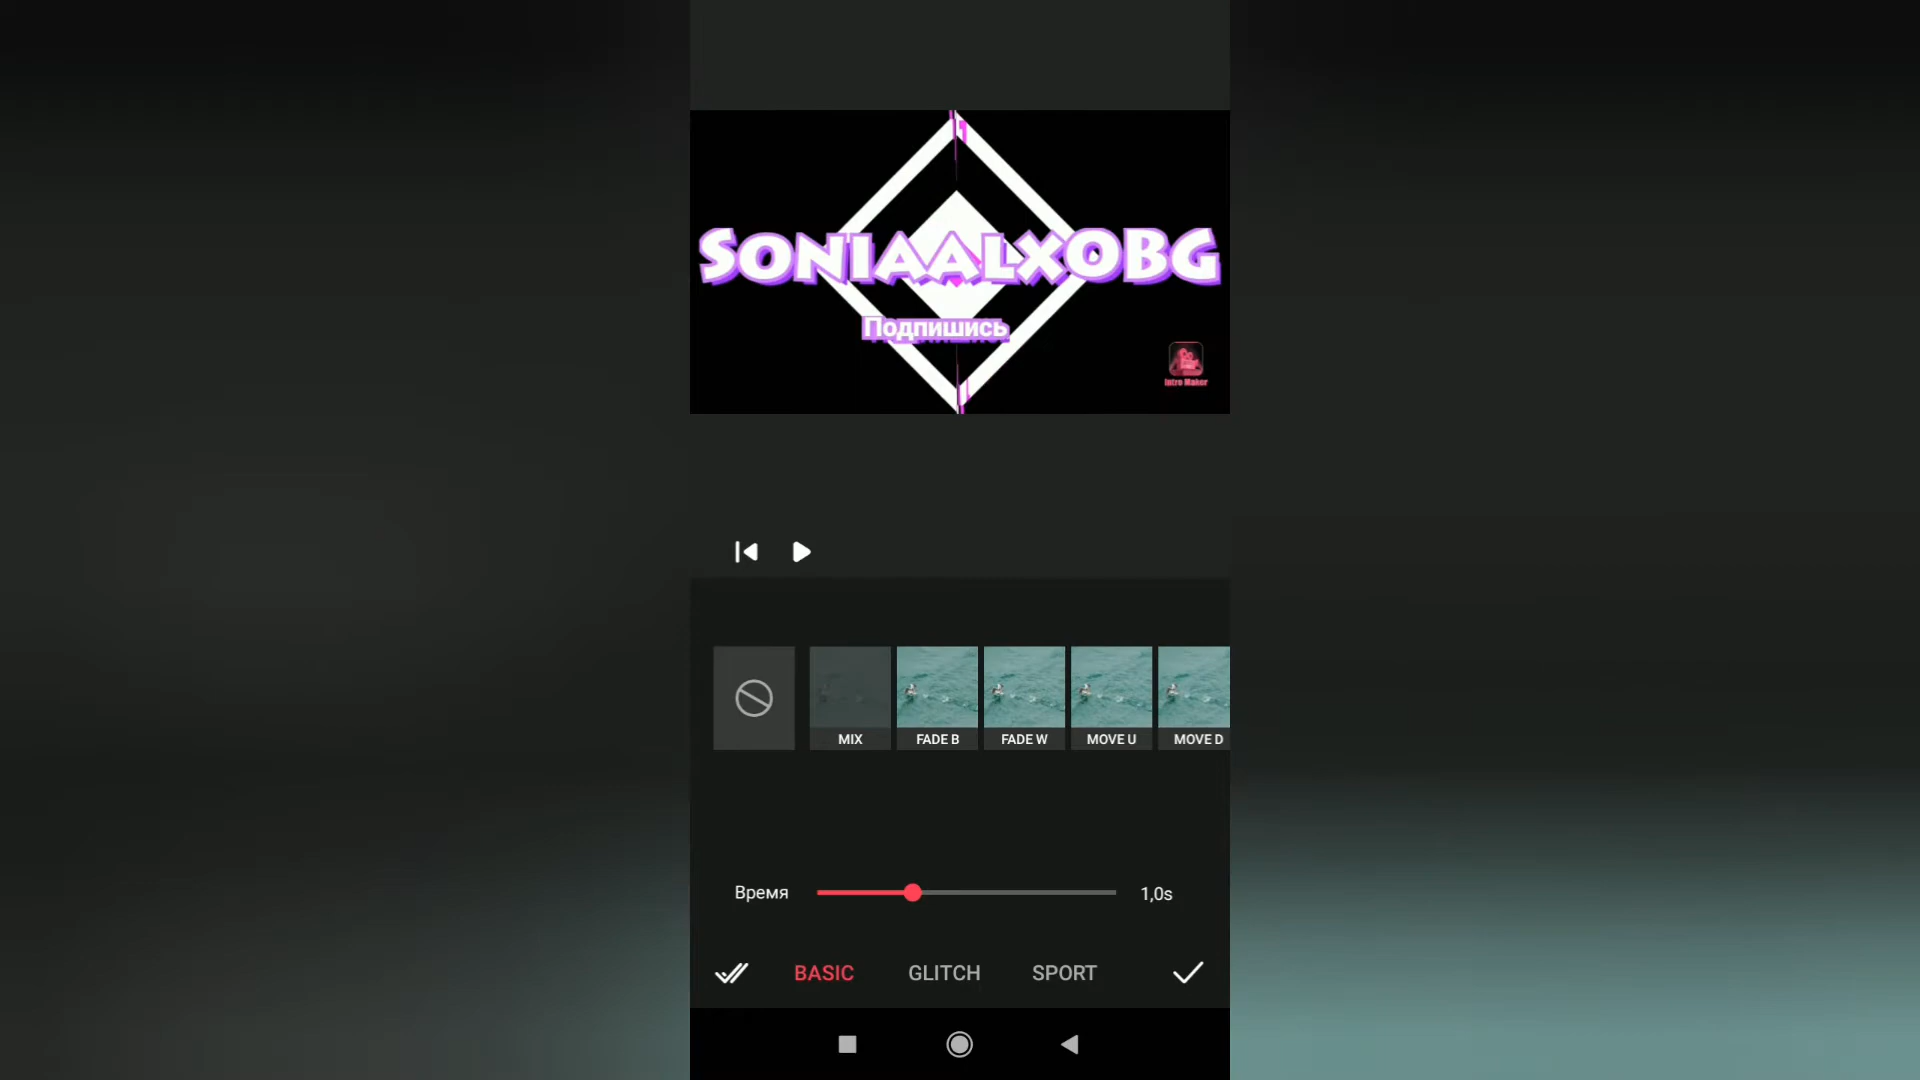 SONIAALXOBG
Подпишись
Intro Maker
MIX FADE B FADE W MOVE U MOVE D
Время 1,0s
BASIC GLITCH SPORT